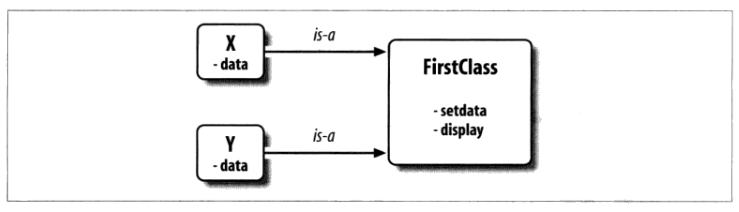 X
- data
is-a
FirstClass
- setdata
- display
Y
- data
is-a